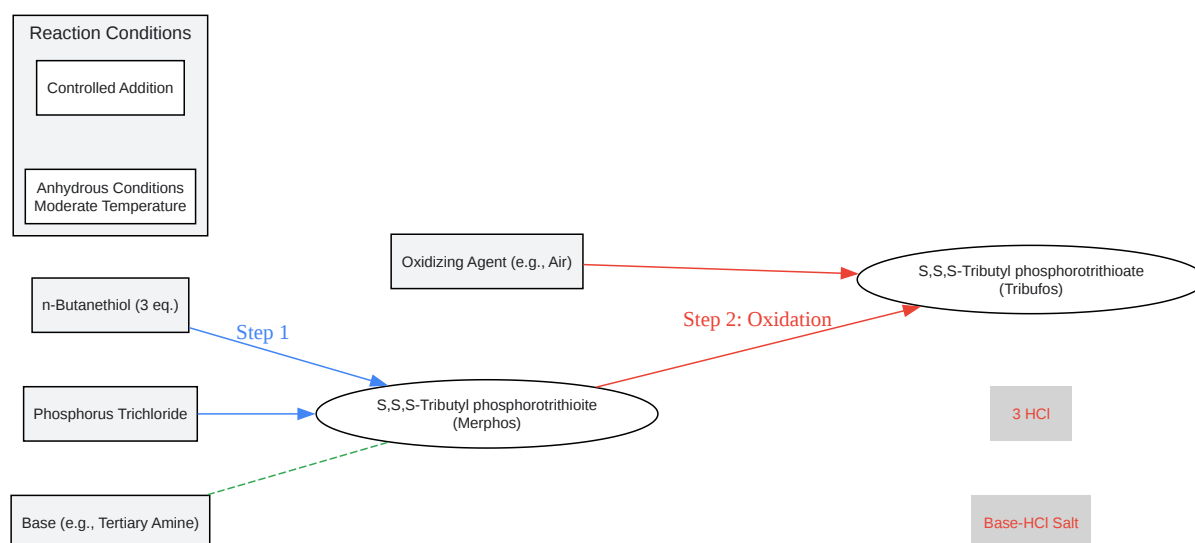 Reaction Conditions
Controlled Addition
Anhydrous Conditions
Moderate Temperature
Oxidizing Agent (e.g., Air)
S,S,S-Tributyl phosphorotrithioate
(Tribufos)
n-Butanethiol (3 eq.)
Step 1
Step 2: Oxidation
Phosphorus Trichloride
S,S,S-Tributyl phosphorotrithioite
(Merphos)
3 HCl
Base (e.g., Tertiary Amine)
Base-HCl Salt